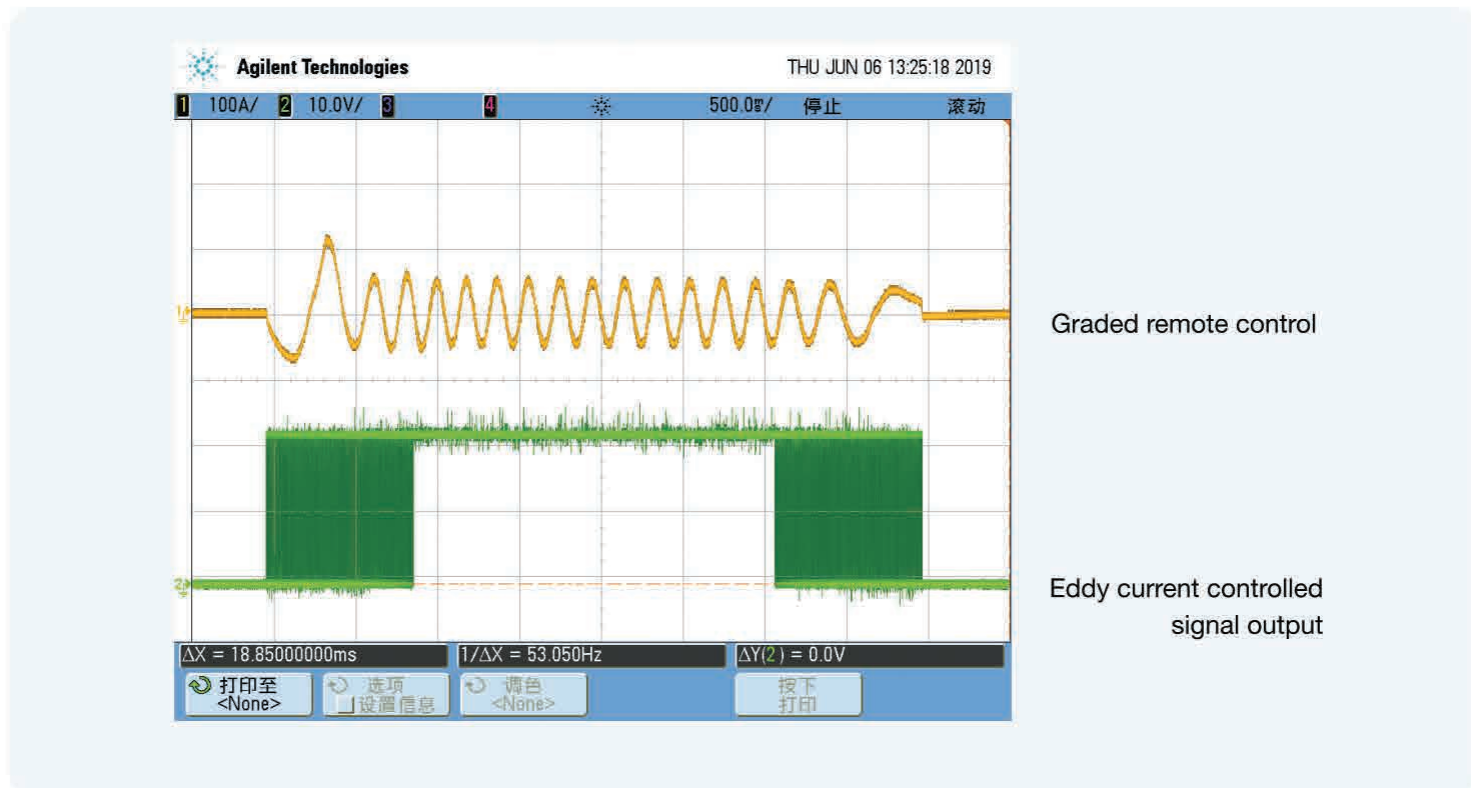 Agilent Technologies
THU JUN 06 13:25:18 2019
1 100A/ 2 10.0V/ 3 4 500.0ms/ 停止 滚动
Graded remote control
Eddy current controlled
signal output
ΔX = 18.85000000ms 1/ΔX = 53.050Hz ΔY(2) = 0.0V
打印至
<None>
选项
设置信息
调色
<None>
按下
打印